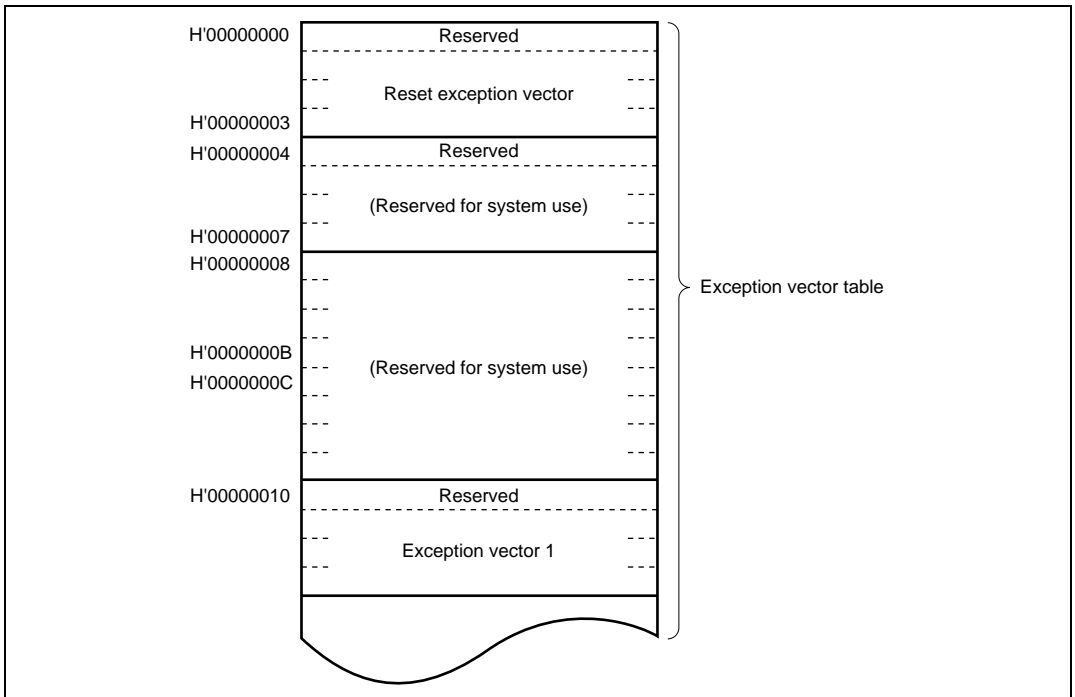 H'00000000 Reserved
Reset exception vector
H'00000003
H'00000004 Reserved
(Reserved for system use)
H'00000007
H'00000008
Exception vector table
H'0000000B
(Reserved for system use)
H'0000000C
H'00000010 Reserved
Exception vector 1